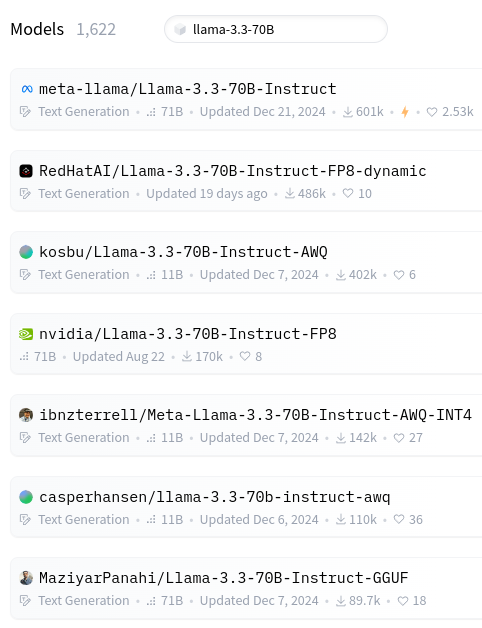 Models 1,622 llama-3.3-70B
meta-llama/Llama-3.3-70B-Instruct
Text Generation • 71B • Updated Dec 21, 2024 • 601k • • 2.53k
RedHatAI/Llama-3.3-70B-Instruct-FP8-dynamic
Text Generation • Updated 19 days ago • 486k • 10
kosbu/Llama-3.3-70B-Instruct-AWQ
Text Generation • 11B • Updated Dec 7, 2024 • 402k • 6
nvidia/Llama-3.3-70B-Instruct-FP8
71B • Updated Aug 22 • 170k • 8
ibnzterrell/Meta-Llama-3.3-70B-Instruct-AWQ-INT4
Text Generation • 11B • Updated Dec 7, 2024 • 142k • 27
casperhansen/llama-3.3-70b-instruct-awq
Text Generation • 11B • Updated Dec 6, 2024 • 110k • 36
MaziyarPanahi/Llama-3.3-70B-Instruct-GGUF
Text Generation • 71B • Updated Dec 7, 2024 • 89.7k • 18